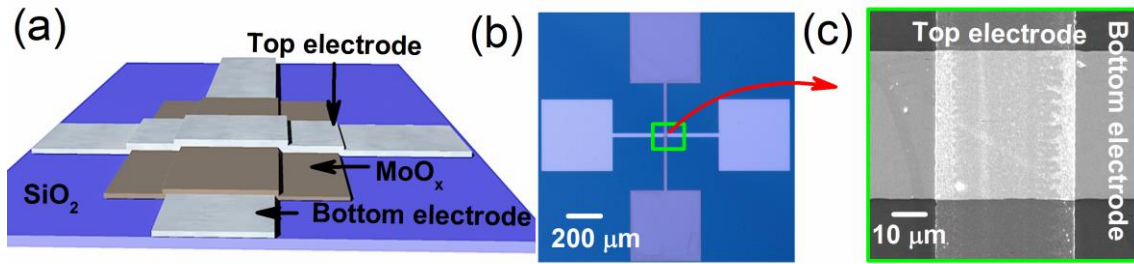 (a)
Top electrode
MoOx
SiO2
Bottom electrode
(b)
200 μm
(c)
Top electrode
Bottom electrode
10 μm